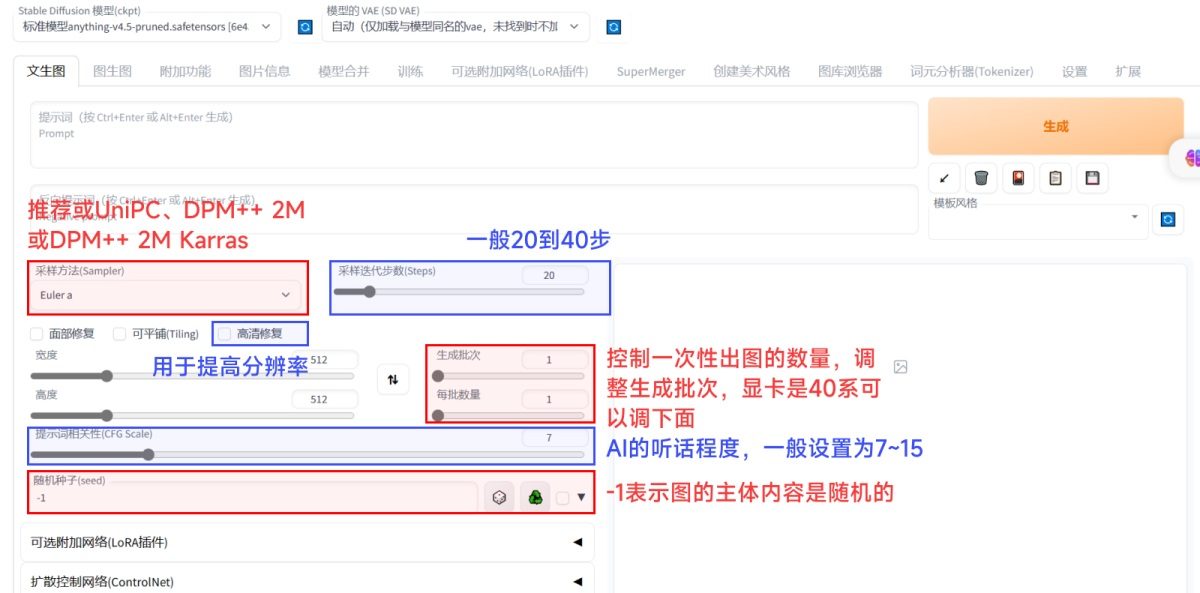 Stable Diffusion 模型(ckpt)
标准模型anything-v4.5-pruned.safetensors [6e4
模型的 VAE (SD VAE)
自动（仅加载与模型同名的vae，未找到时不加
文生图 图生图 附加功能 图片信息 模型合并 训练 可选附加网络(LoRA插件) SuperMerger 创建美术风格 图库浏览器 词元分析器(Tokenizer) 设置 扩展
提示词（按 Ctrl+Enter 或 Alt+Enter 生成）
Prompt
生成
模板风格
反向提示词（按 Ctrl+Enter 或 Alt+Enter 生成）
推荐或UniPC、DPM++ 2M
或DPM++ 2M Karras
一般20到40步
采样方法(Sampler)
Euler a
采样迭代步数(Steps)
20
面部修复 可平铺(Tiling) 高清修复
用于提高分辨率
宽度
512
高度
512
生成批次
1
每批数量
1
控制一次性出图的数量，调
整生成批次，显卡是40系可
以调下面
提示词相关性(CFG Scale)
7
AI的听话程度，一般设置为7~15
随机种子(seed)
-1
-1表示图的主体内容是随机的
可选附加网络(LoRA插件)
扩散控制网络(ControlNet)